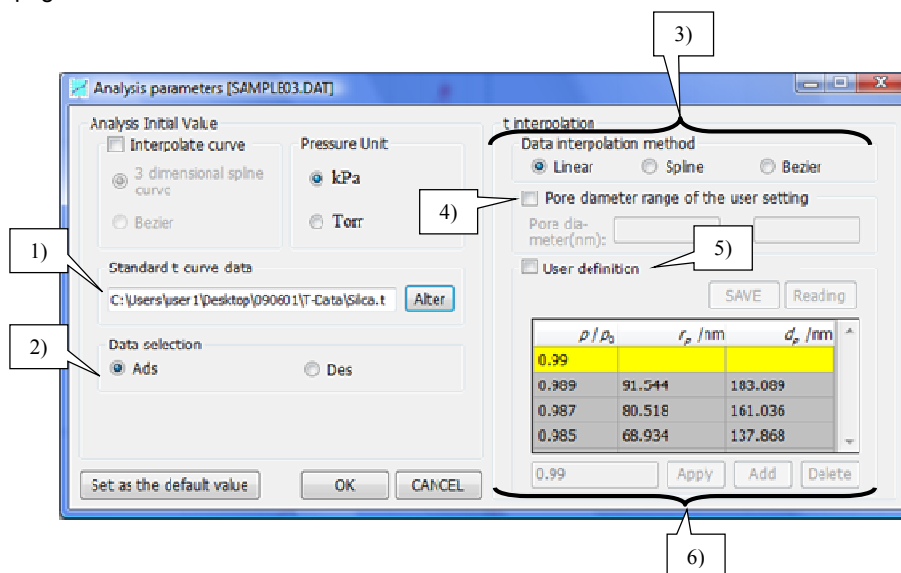 3)
Analysis parameters [SAMPLE03.DAT]
Analysis Initial Value
Interpolate curve
3 dimensional spline
curve
Bezier
Pressure Unit
kPa
Torr
1)
Standard t curve data
C:\Users\user1\Desktop\090601\T-Data\Silica.t
Alter
2)
Data selection
Ads
Des
Set as the default value
OK
CANCEL
t interpolation
Data interpolation method
Linear
Spline
Bezier
4)
Pore diameter range of the user setting
Pore dia-
meter(nm):
5)
User definition
SAVE
Reading
p / p0 rp /nm dp /nm
0.99
0.989 91.544 183.089
0.987 80.518 161.036
0.985 68.934 137.868
0.99
Apply
Add
Delete
6)